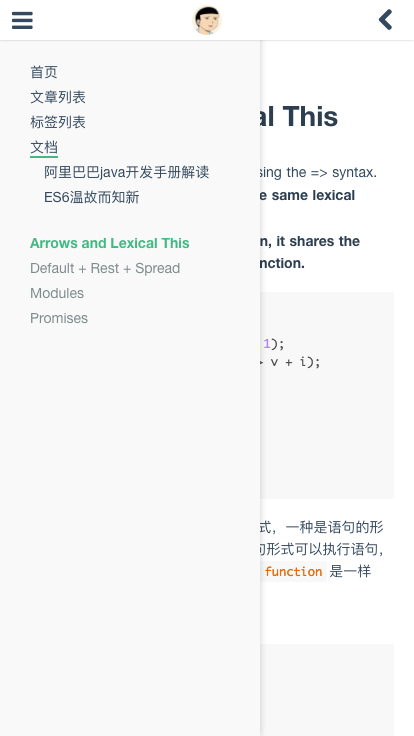 首页
文章列表
标签列表
文档
阿里巴巴java开发手册解读
ES6温故而知新
Arrows and Lexical This
Default + Rest + Spread
Modules
Promises
al This
sing the => syntax.
e same lexical
n, it shares the
nction.
1);
v + i);
式，一种是语句的形
句形式可以执行语句，
function 是一样